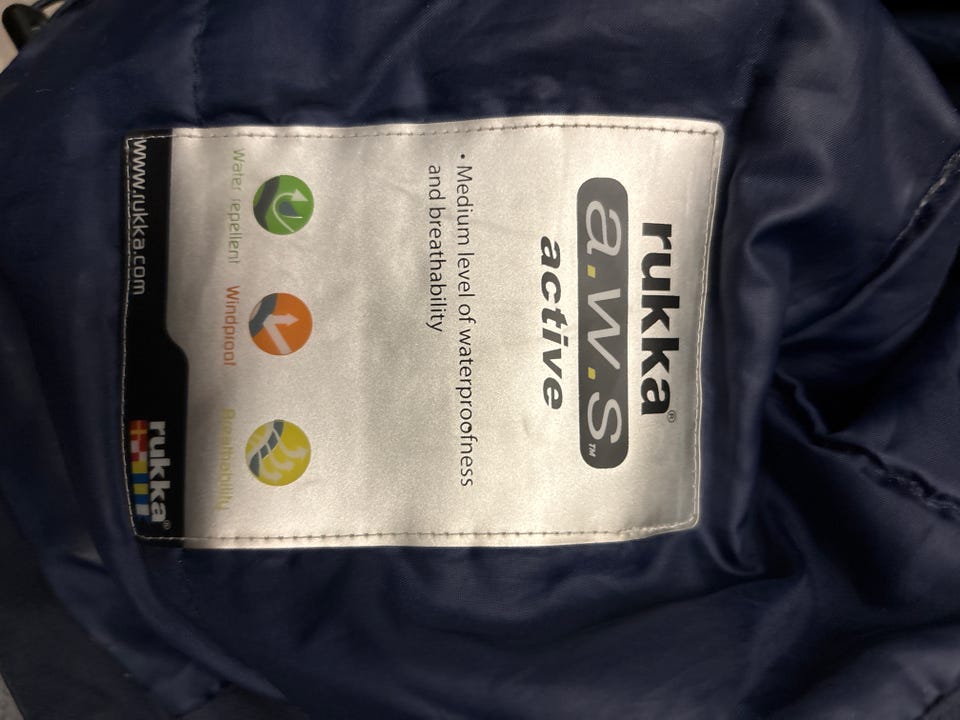 rukka®
a.w.s™
active
• Medium level of waterproofness
and breathability
Water repellent
Windproof
Breathability
www.rukka.com
rukka®